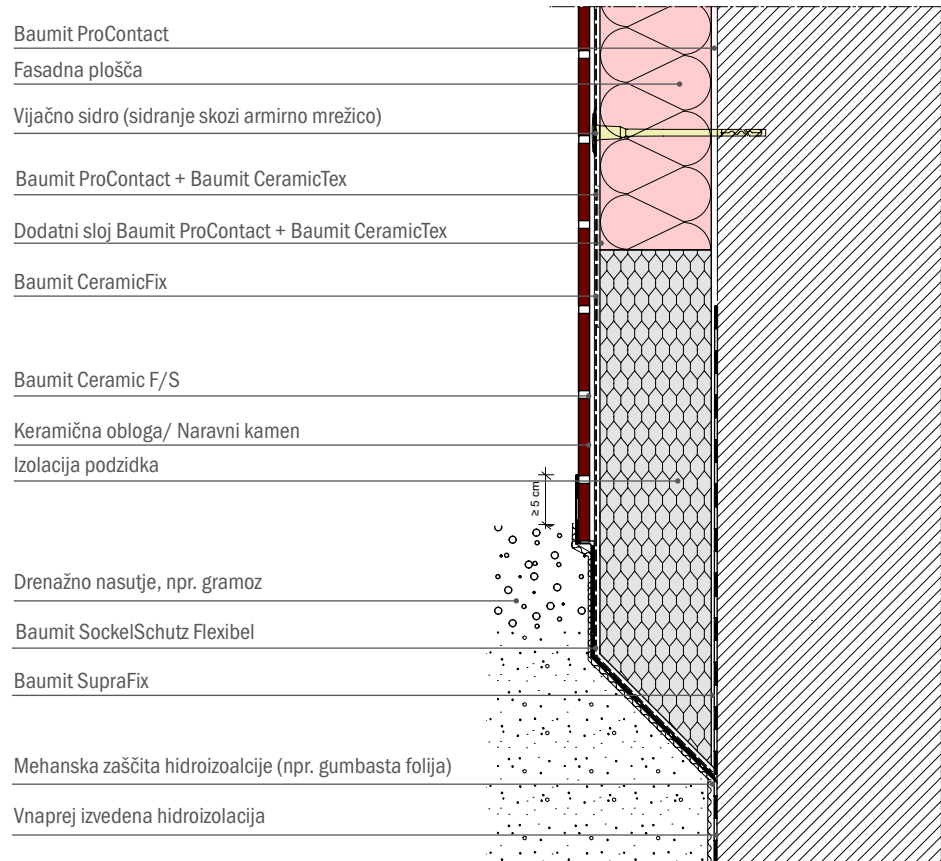 Baumit ProContact
Fasadna plošča
Vijačno sidro (sidranje skozi armirno mrežico)
Baumit ProContact + Baumit CeramicTex
Dodatni sloj Baumit ProContact + Baumit CeramicTex
Baumit CeramicFix
Baumit Ceramic F/S
Keramična obloga/ Naravni kamen
Izolacija podzidka
≥ 5 cm
Drenažno nasutje, npr. gramoz
Baumit SockelSchutz Flexibel
Baumit SupraFix
Mehanska zaščita hidroizoalcije (npr. gumbasta folija)
Vnaprej izvedena hidroizolacija